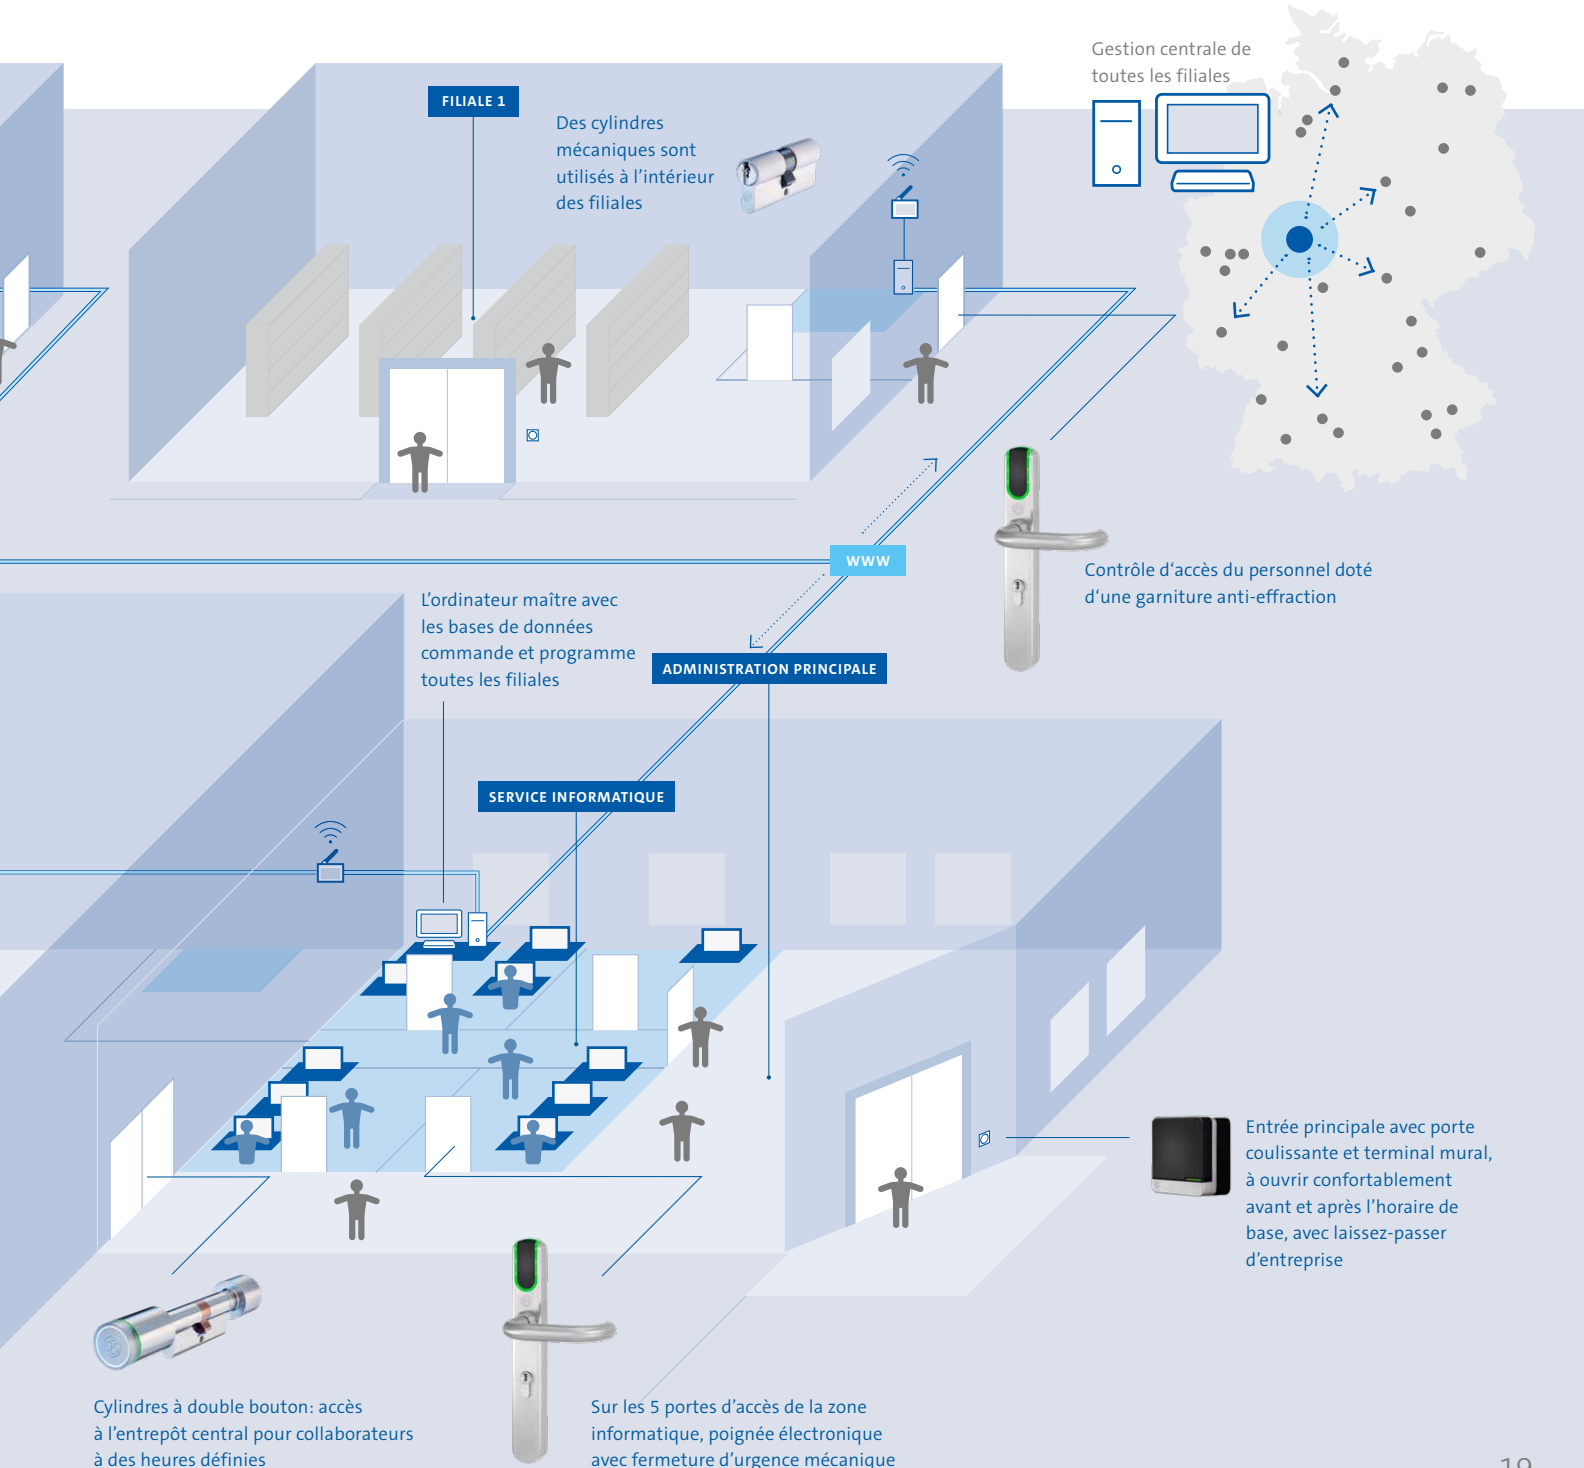 Gestion centrale de
toutes les filiales
FILIALE 1
Des cylindres
mécaniques sont
utilisés à l’intérieur
des filiales
WWW
Contrôle d‘accès du personnel doté
d‘une garniture anti-effraction
L’ordinateur maître avec
les bases de données
commande et programme
toutes les filiales
ADMINISTRATION PRINCIPALE
SERVICE INFORMATIQUE
Entrée principale avec porte
coulissante et terminal mural,
à ouvrir confortablement
avant et après l’horaire de
base, avec laissez-passer
d’entreprise
Cylindres à double bouton: accès
à l’entrepôt central pour collaborateurs
à des heures définies
Sur les 5 portes d’accès de la zone
informatique, poignée électronique
avec fermeture d’urgence mécanique
19